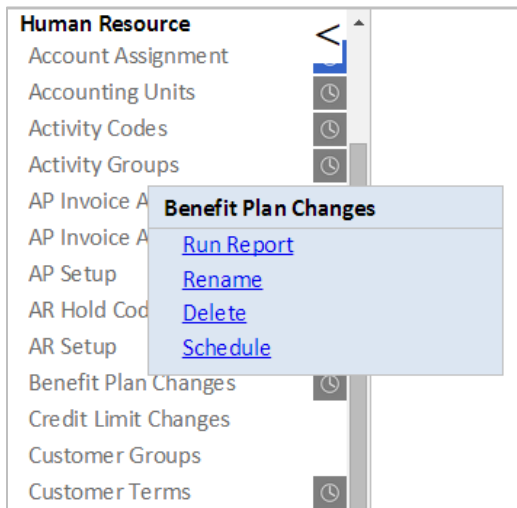 Human Resource
<
Account Assignment
Accounting Units
Activity Codes
Activity Groups
AP Invoice A
Benefit Plan Changes
AP Invoice A
Run Report
AP Setup
Rename
AR Hold Cod
Delete
AR Setup
Schedule
Benefit Plan Changes
Credit Limit Changes
Customer Groups
Customer Terms